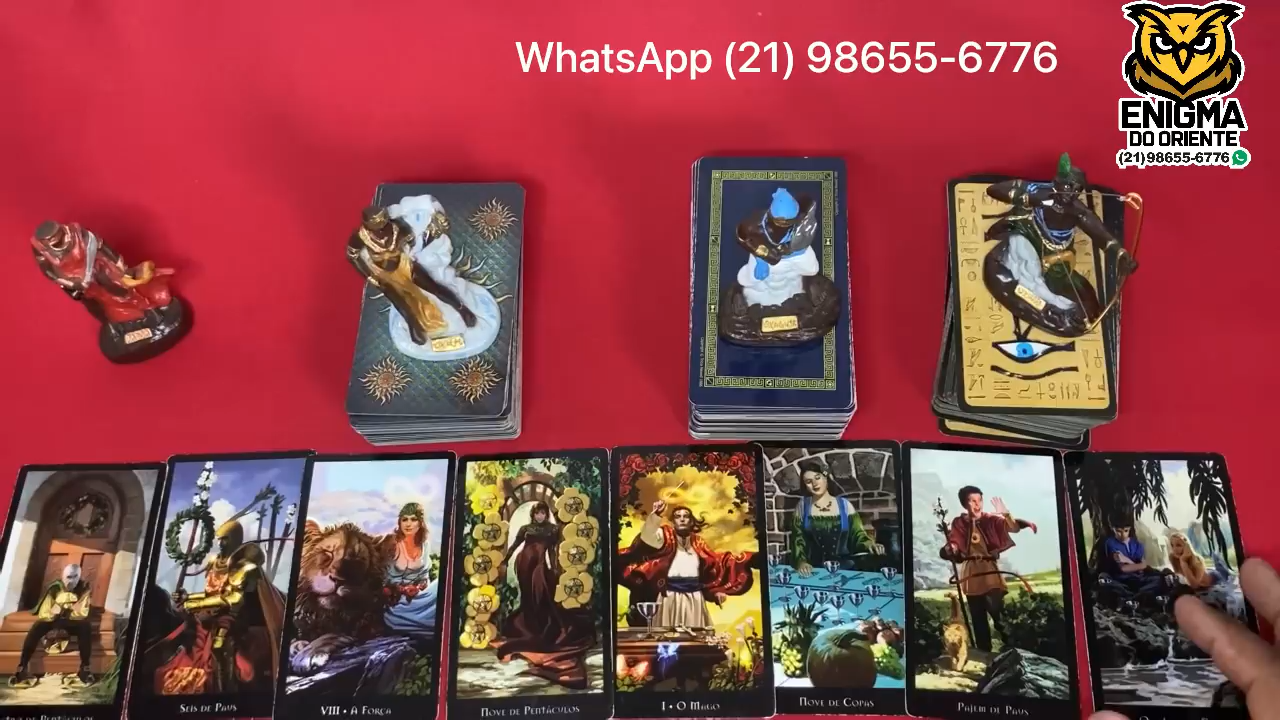 WhatsApp (21) 98655-6776
ENIGMA
DO ORIENTE
(21)98655-6776
SEIS DE PAUS
VIII • A FORÇA
NOVE DE PENTÁCULOS
I • O MAGO
NOVE DE COPAS
PAJEM DE PAUS